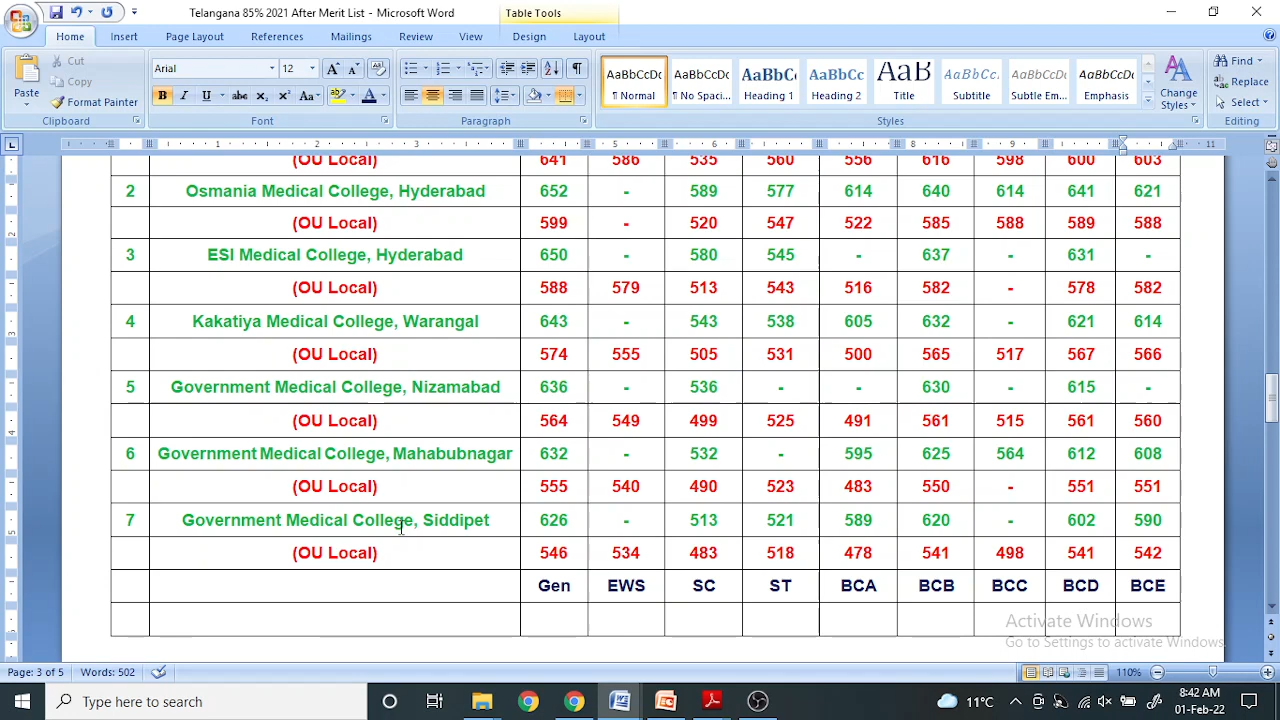 Telangana 85% 2021 After Merit List - Microsoft Word
Table Tools
Home Insert Page Layout References Mailings Review View Design Layout
Paste
Cut
Copy
Format Painter
Clipboard
Arial 12
Font
Paragraph
AaBbCcDc AaBbCcDc AaBbC AaBbCc AaB AaBbCc. AaBbCcDc AaBbCcDc
¶ Normal ¶ No Spaci... Heading 1 Heading 2 Title Subtitle Subtle Em... Emphasis
Change Styles
Styles
Find
Replace
Select
Editing
(OU Local) 641 586 535 560 556 616 598 600 603
2 Osmania Medical College, Hyderabad 652 - 589 577 614 640 614 641 621
(OU Local) 599 - 520 547 522 585 588 589 588
3 ESI Medical College, Hyderabad 650 - 580 545 - 637 - 631 -
(OU Local) 588 579 513 543 516 582 - 578 582
4 Kakatiya Medical College, Warangal 643 - 543 538 605 632 - 621 614
(OU Local) 574 555 505 531 500 565 517 567 566
5 Government Medical College, Nizamabad 636 - 536 - - 630 - 615 -
(OU Local) 564 549 499 525 491 561 515 561 560
6 Government Medical College, Mahabubnagar 632 - 532 - 595 625 564 612 608
(OU Local) 555 540 490 523 483 550 - 551 551
7 Government Medical College, Siddipet 626 - 513 521 589 620 - 602 590
(OU Local) 546 534 483 518 478 541 498 541 542
Gen EWS SC ST BCA BCB BCC BCD BCE
Activate Windows
Go to Settings to activate Windows.
Page: 3 of 5 Words: 502 110%
Type here to search
11°C
8:42 AM
01-Feb-22